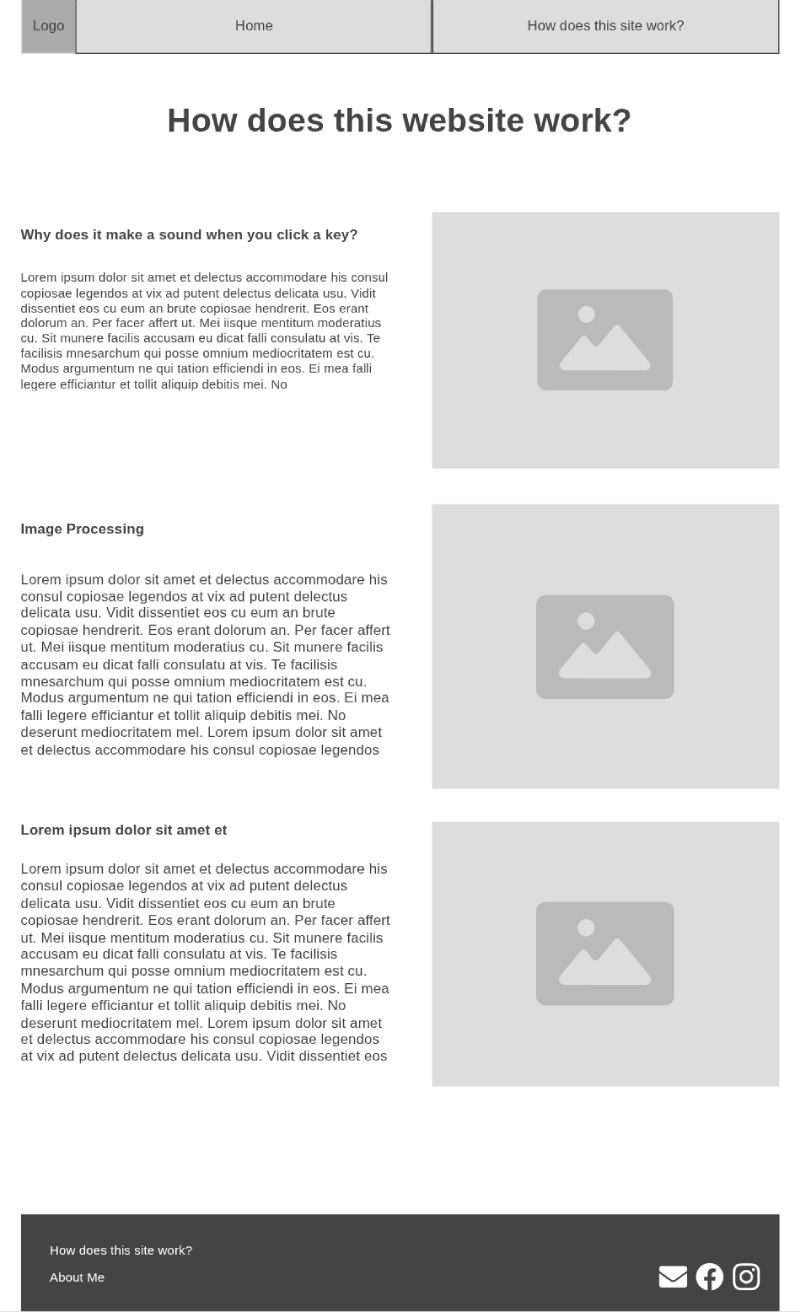 Logo
Home
How does this site work?
How does this website work?
Why does it make a sound when you click a key?
Lorem ipsum dolor sit amet et delectus accommodare his consul
copiosae legendos at vix ad putent delectus delicata usu. Vidit
dissentiet eos cu eum an brute copiosae hendrerit. Eos erant
dolorum an. Per facer affert ut. Mei iisque mentitum moderatius
cu. Sit munere facilis accusam eu dicat falli consulatu at vis. Te
facilisis mnesarchum qui posse omnium mediocritatem est cu.
Modus argumentum ne qui tation efficiendi in eos. Ei mea falli
legere efficiantur et tollit aliquip debitis mei. No
Image Processing
Lorem ipsum dolor sit amet et delectus accommodare his
consul copiosae legendos at vix ad putent delectus
delicata usu. Vidit dissentiet eos cu eum an brute
copiosae hendrerit. Eos erant dolorum an. Per facer affert
ut. Mei iisque mentitum moderatius cu. Sit munere facilis
accusam eu dicat falli consulatu at vis. Te facilisis
mnesarchum qui posse omnium mediocritatem est cu.
Modus argumentum ne qui tation efficiendi in eos. Ei mea
falli legere efficiantur et tollit aliquip debitis mei. No
deserunt mediocritatem mel. Lorem ipsum dolor sit amet
et delectus accommodare his consul copiosae legendos
Lorem ipsum dolor sit amet et
Lorem ipsum dolor sit amet et delectus accommodare his
consul copiosae legendos at vix ad putent delectus
delicata usu. Vidit dissentiet eos cu eum an brute
copiosae hendrerit. Eos erant dolorum an. Per facer affert
ut. Mei iisque mentitum moderatius cu. Sit munere facilis
accusam eu dicat falli consulatu at vis. Te facilisis
mnesarchum qui posse omnium mediocritatem est cu.
Modus argumentum ne qui tation efficiendi in eos. Ei mea
falli legere efficiantur et tollit aliquip debitis mei. No
deserunt mediocritatem mel. Lorem ipsum dolor sit amet
et delectus accommodare his consul copiosae legendos
at vix ad putent delectus delicata usu. Vidit dissentiet eos
How does this site work?
About Me